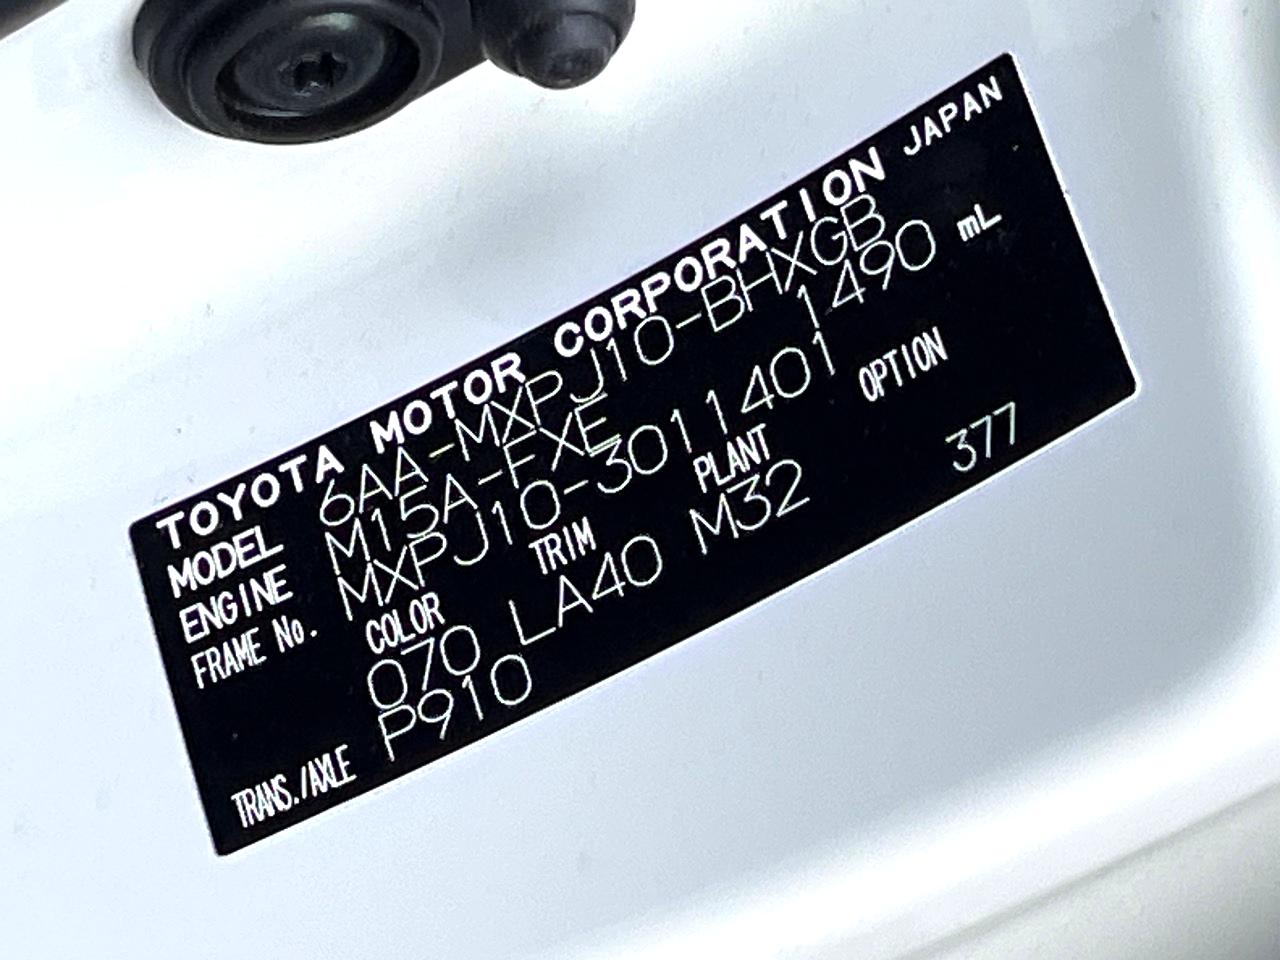 TOYOTA MOTOR CORPORATION JAPAN
MODEL 6AA-MXPJ10-BHXGB
ENGINE M15A-FXE 1490 mL
FRAME No. MXPJ10-3011401
COLOR TRIM PLANT OPTION
070 LA40 M32 377
TRANS./AXLE P910